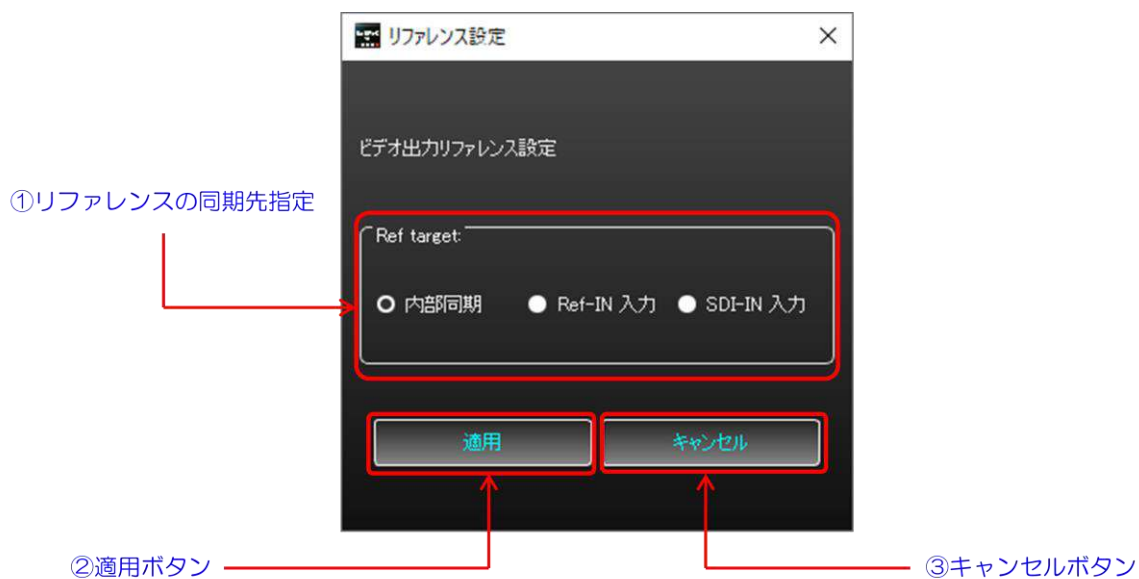 リファレンス設定
ビデオ出力リファレンス設定
①リファレンスの同期先指定
Ref target:
内部同期 Ref-IN 入力 SDI-IN 入力
適用 キャンセル
②適用ボタン ③キャンセルボタン